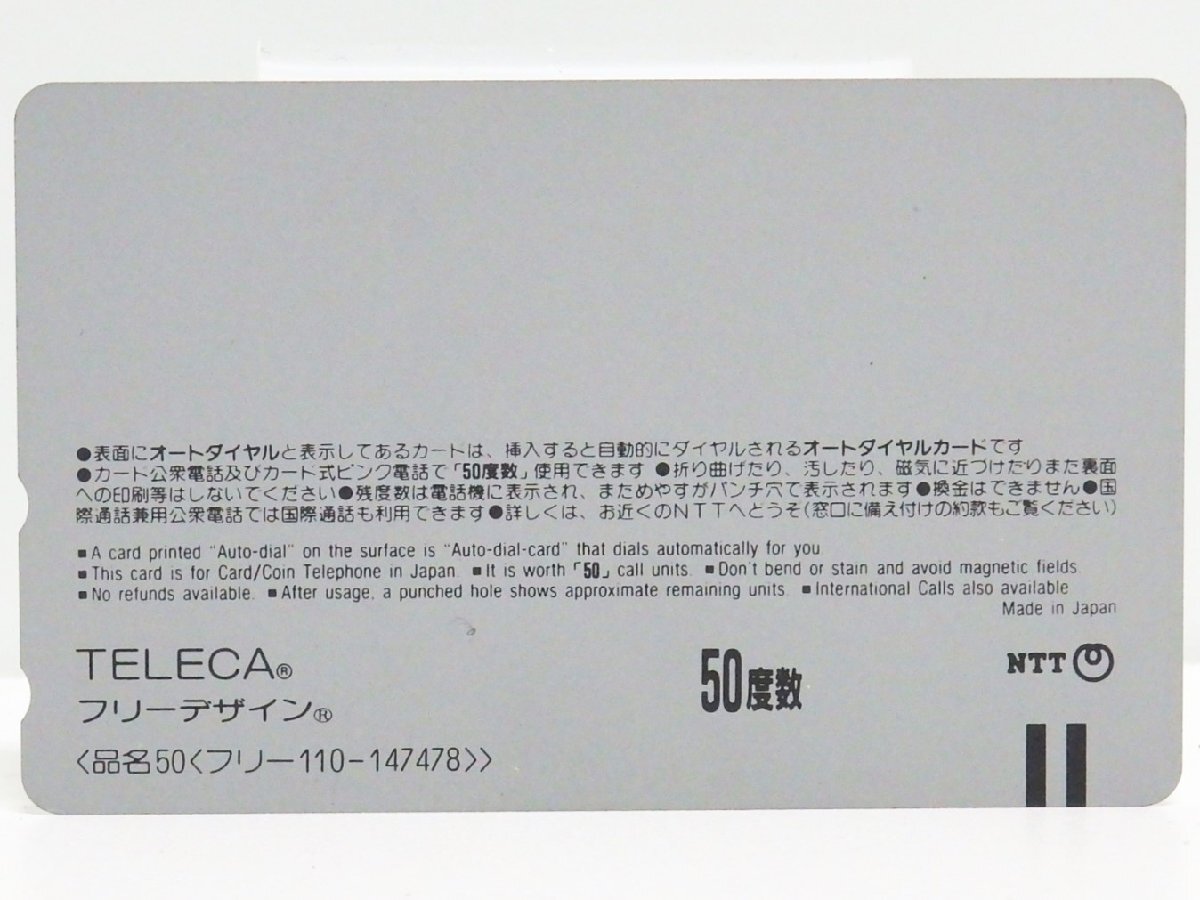 ●表面にオートダイヤルと表示してあるカードは、挿入すると自動的にダイヤルされるオートダイヤルカードです
●カード公衆電話及びカード式ピンク電話で「50度数」使用できます ●折り曲げたり、汚したり、磁気に近づけたりまた裏面
への印刷等はしないでください●残度数は電話機に表示され、まためやすがパンチ穴で表示されます●換金はできません●国
際通話兼用公衆電話では国際通話も利用できます●詳しくは、お近くのNTTへどうぞ(窓口に備え付けの約款もご覧ください)
■A card printed "Auto-dial" on the surface is "Auto-dial-card" that dials automatically for you.
■This card is for Card/Coin Telephone in Japan. ■It is worth「50」call units. ■Don't bend or stain and avoid magnetic fields.
■No refunds available. ■After usage, a punched hole shows approximate remaining units. ■International Calls also available
Made in Japan
TELECA®
フリーデザイン®
50度数
NTT
〈品名50〈フリー110-147478〉〉